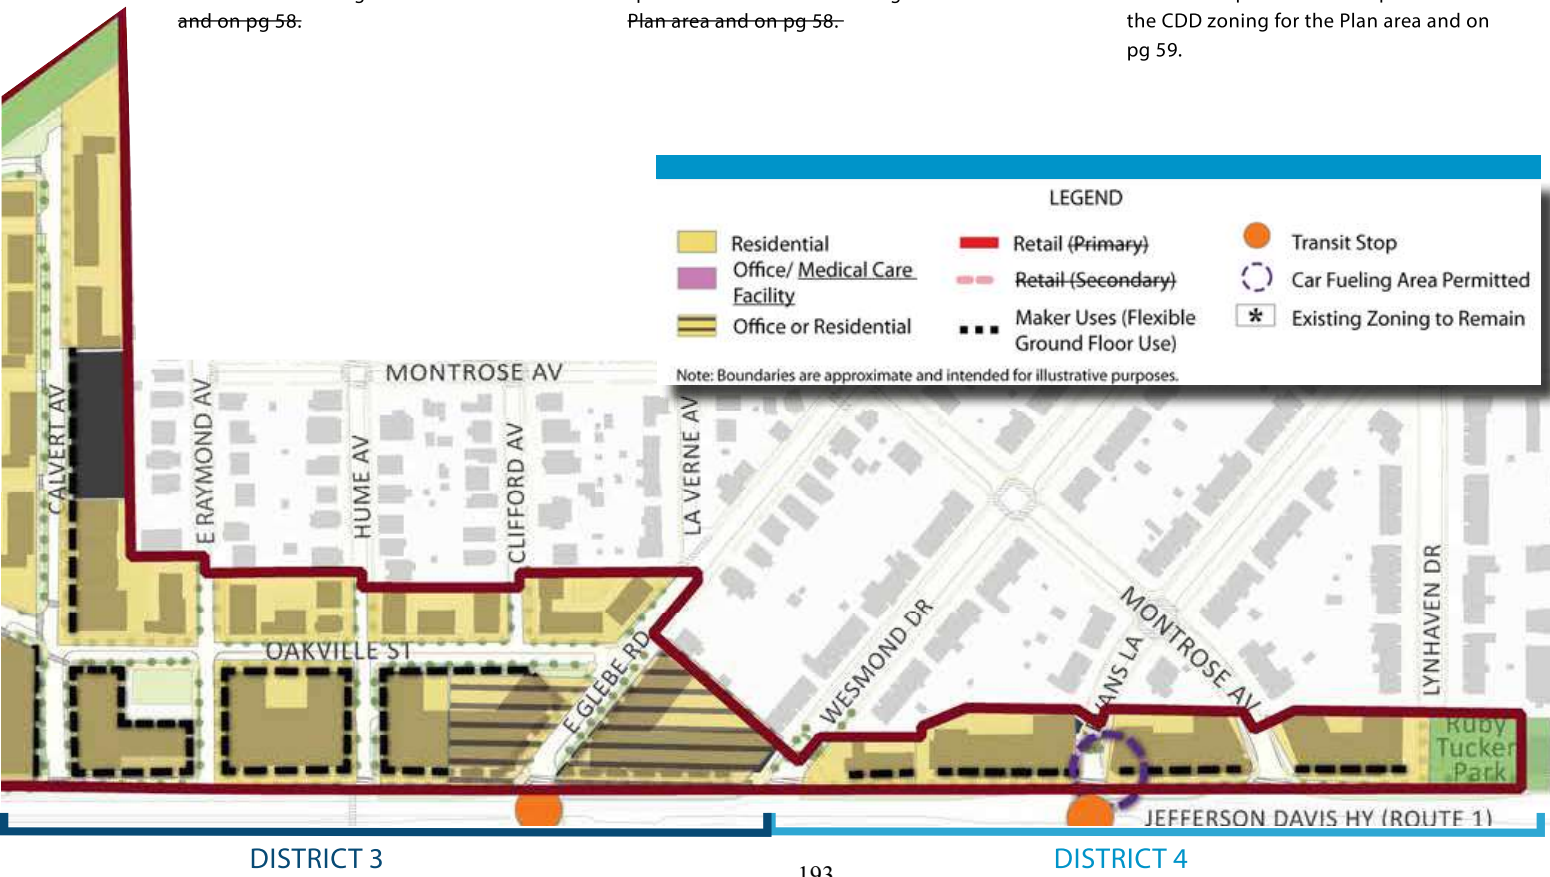 and on pg 58.
Plan area and on pg 58.
the CDD zoning for the Plan area and on
pg 59.
LEGEND
Residential
Office/ Medical Care
Facility
Office or Residential
Retail (Primary)
Retail (Secondary)
Maker Uses (Flexible
Ground Floor Use)
Transit Stop
Car Fueling Area Permitted
* Existing Zoning to Remain
Note: Boundaries are approximate and intended for illustrative purposes.
MONTROSE AV
CALVERT AV
E RAYMOND AV
HUME AV
CLIFFORD AV
LA VERNE AV
OAKVILLE ST
E GLEBE RD
WESMOND DR
MONTROSE AV
LYNHAVEN DR
Ruby
Tucker
Park
JEFFERSON DAVIS HY (ROUTE 1)
DISTRICT 3
DISTRICT 4
193